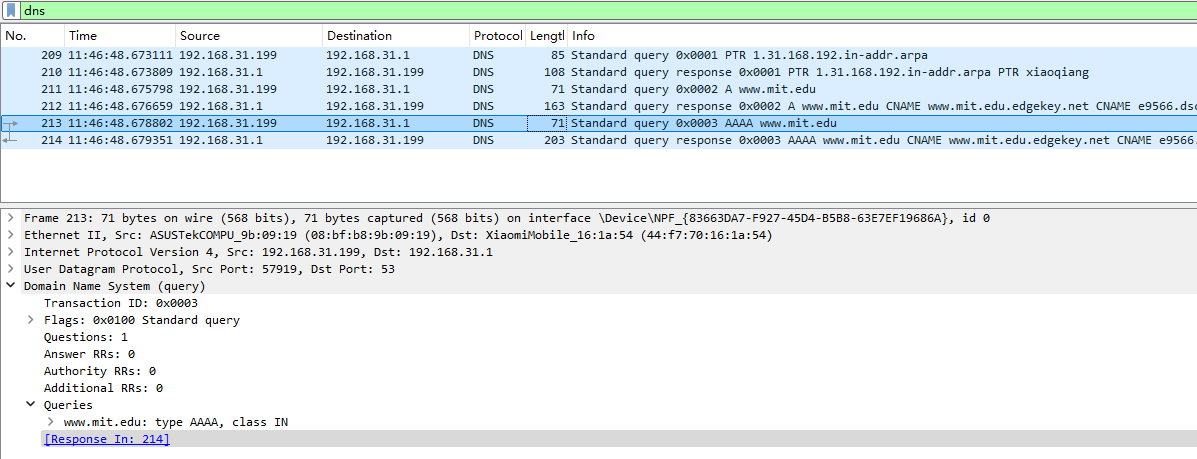 dns
No. Time Source Destination Protocol Lengtl Info
209 11:46:48.673111 192.168.31.199 192.168.31.1 DNS 85 Standard query 0x0001 PTR 1.31.168.192.in-addr.arpa
210 11:46:48.673809 192.168.31.1 192.168.31.199 DNS 108 Standard query response 0x0001 PTR 1.31.168.192.in-addr.arpa PTR xiaoqiang
211 11:46:48.675798 192.168.31.199 192.168.31.1 DNS 71 Standard query 0x0002 A www.mit.edu
212 11:46:48.676659 192.168.31.1 192.168.31.199 DNS 163 Standard query response 0x0002 A www.mit.edu CNAME www.mit.edu.edgekey.net CNAME e9566.dsc
213 11:46:48.678802 192.168.31.199 192.168.31.1 DNS 71 Standard query 0x0003 AAAA www.mit.edu
214 11:46:48.679351 192.168.31.1 192.168.31.199 DNS 203 Standard query response 0x0003 AAAA www.mit.edu CNAME www.mit.edu.edgekey.net CNAME e9566.
Frame 213: 71 bytes on wire (568 bits), 71 bytes captured (568 bits) on interface \Device\NPF_{83663DA7-F927-45D4-B5B8-63E7EF19686A}, id 0
Ethernet II, Src: ASUSTekCOMPU_9b:09:19 (08:bf:b8:9b:09:19), Dst: XiaomiMobile_16:1a:54 (44:f7:70:16:1a:54)
Internet Protocol Version 4, Src: 192.168.31.199, Dst: 192.168.31.1
User Datagram Protocol, Src Port: 57919, Dst Port: 53
Domain Name System (query)
Transaction ID: 0x0003
Flags: 0x0100 Standard query
Questions: 1
Answer RRs: 0
Authority RRs: 0
Additional RRs: 0
Queries
www.mit.edu: type AAAA, class IN
[Response In: 214]